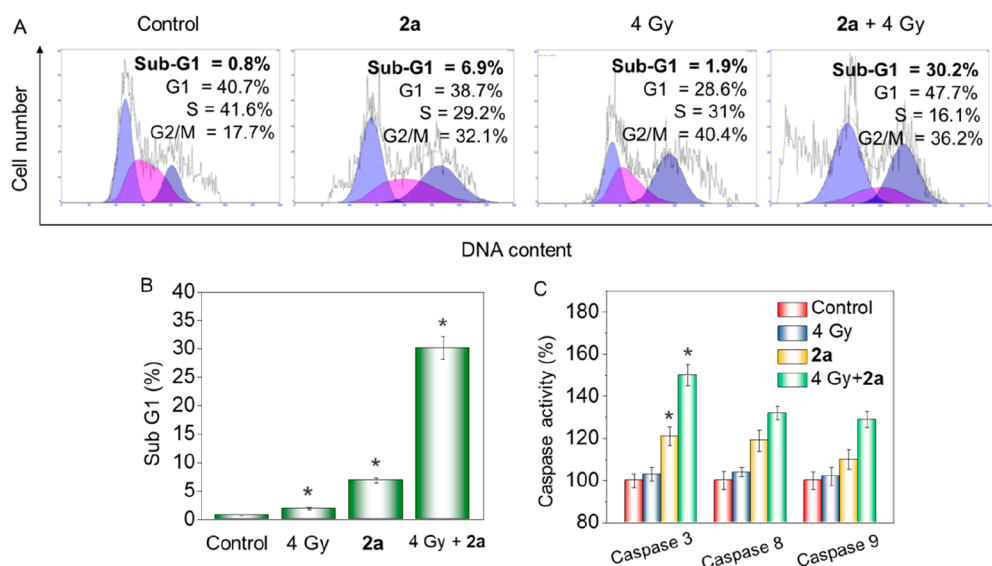 A
Control
2a
4 Gy
2a + 4 Gy
Cell number
Sub-G1 = 0.8%
G1 = 40.7%
S = 41.6%
G2/M = 17.7%
Sub-G1 = 6.9%
G1 = 38.7%
S = 29.2%
G2/M = 32.1%
Sub-G1 = 1.9%
G1 = 28.6%
S = 31%
G2/M = 40.4%
Sub-G1 = 30.2%
G1 = 47.7%
S = 16.1%
G2/M = 36.2%
DNA content
B
Sub G1 (%)
40
35
30
25
20
15
10
5
0
*
*
*
Control
4 Gy
2a
4 Gy + 2a
C
Caspase activity (%)
180
160
140
120
100
80
Control
4 Gy
2a
4 Gy+2a
*
*
Caspase 3
Caspase 8
Caspase 9